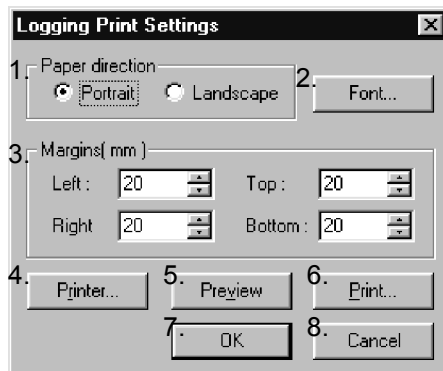 Logging Print Settings
1. Paper direction
Portrait Landscape 2. Font...
3. Margins( mm )
Left : 20 Top : 20
Right 20 Bottom : 20
4. Printer... 5. Preview 6. Print...
7. OK 8. Cancel